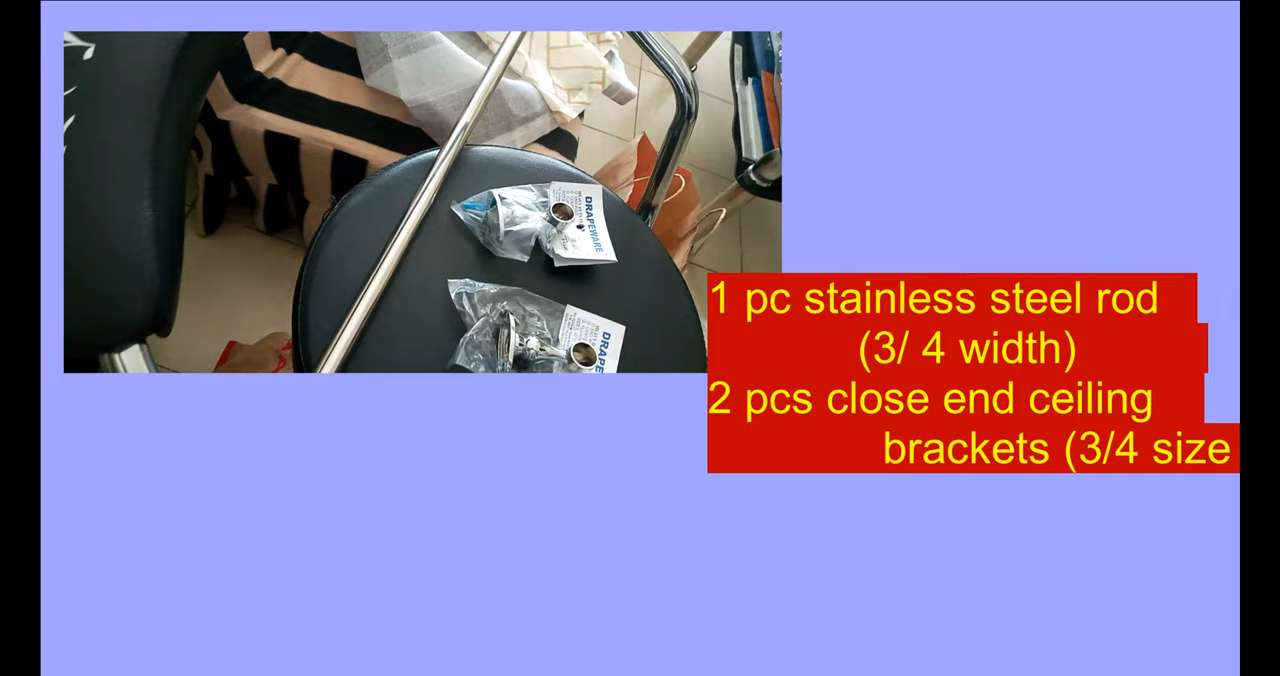 DRAPEWARE
DRAPE
1 pc stainless steel rod
(3/ 4 width)
2 pcs close end ceiling
brackets (3/4 size